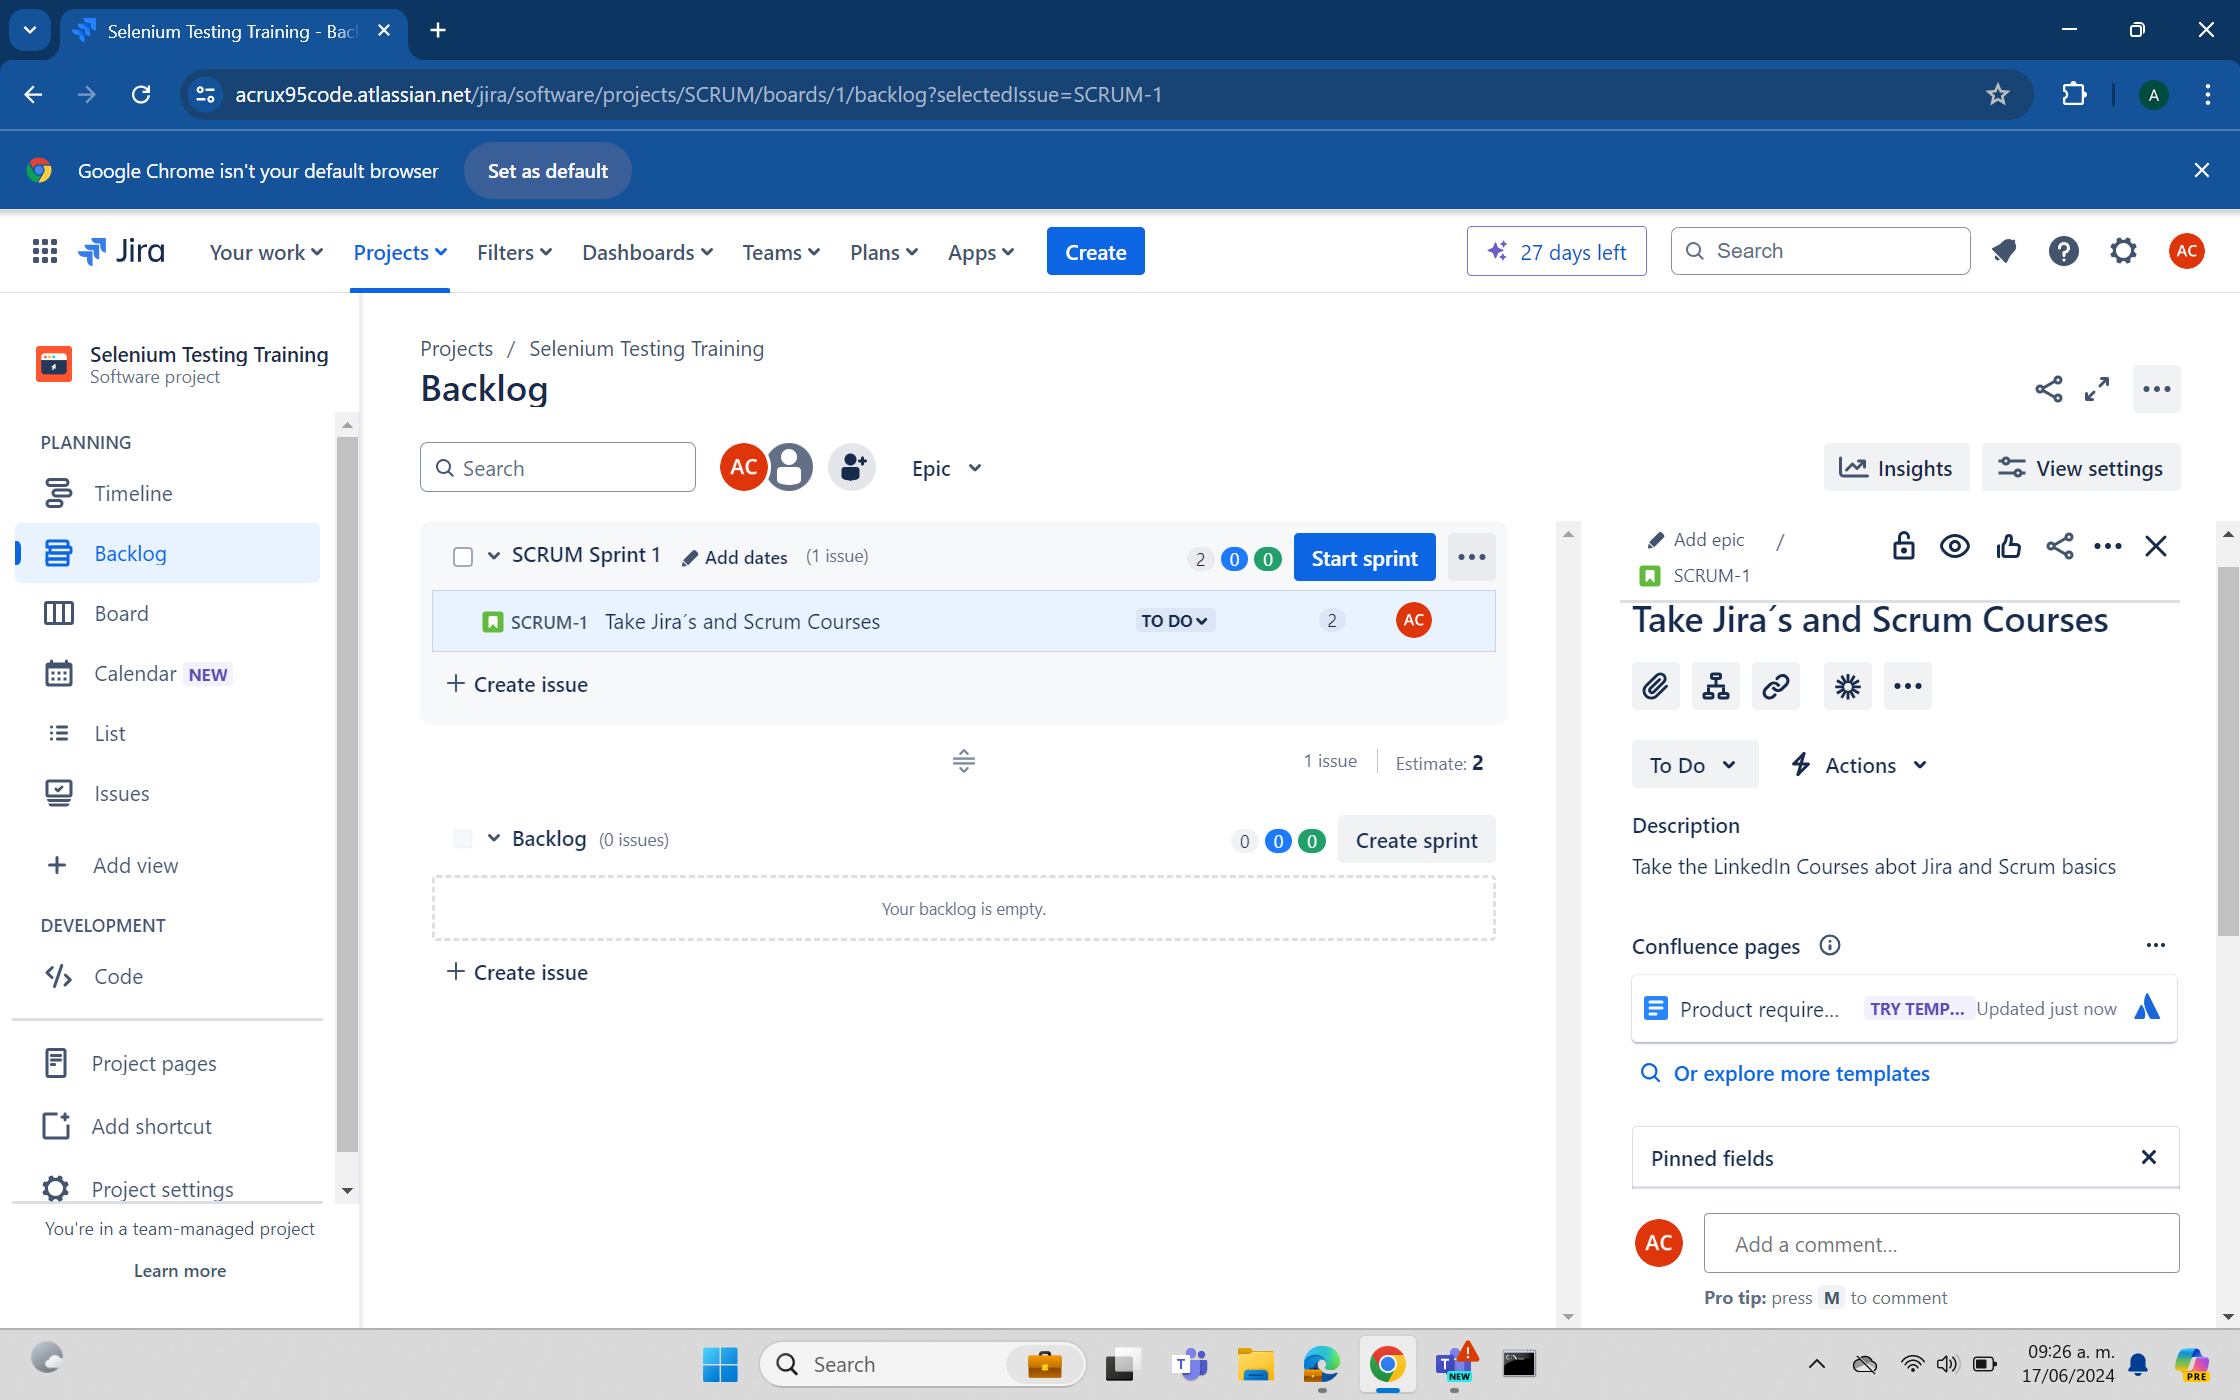 Selenium Testing Training - Bac
acrux95code.atlassian.net/jira/software/projects/SCRUM/boards/1/backlog?selectedIssue=SCRUM-1
A
Google Chrome isn't your default browser
Set as default
Jira
Your work
Projects
Filters
Dashboards
Teams
Plans
Apps
Create
27 days left
Search
AC
Selenium Testing Training
Software project
PLANNING
Timeline
Backlog
Board
Calendar NEW
List
Issues
Add view
DEVELOPMENT
Code
Project pages
Add shortcut
Project settings
You're in a team-managed project
Learn more
Projects / Selenium Testing Training
Backlog
Search
AC
Epic
Insights
View settings
SCRUM Sprint 1 Add dates (1 issue)
2 0 0
Start sprint
SCRUM-1 Take Jira´s and Scrum Courses
TO DO
2
AC
+ Create issue
1 issue
Estimate: 2
Backlog (0 issues)
0 0 0
Create sprint
Your backlog is empty.
+ Create issue
Add epic /
SCRUM-1
Take Jira´s and Scrum Courses
To Do
Actions
Description
Take the LinkedIn Courses abot Jira and Scrum basics
Confluence pages
Product require... TRY TEMP... Updated just now
Or explore more templates
Pinned fields
AC
Add a comment...
Pro tip: press M to comment
Search
T
T
NEW
09:26 a. m.
17/06/2024
PRE